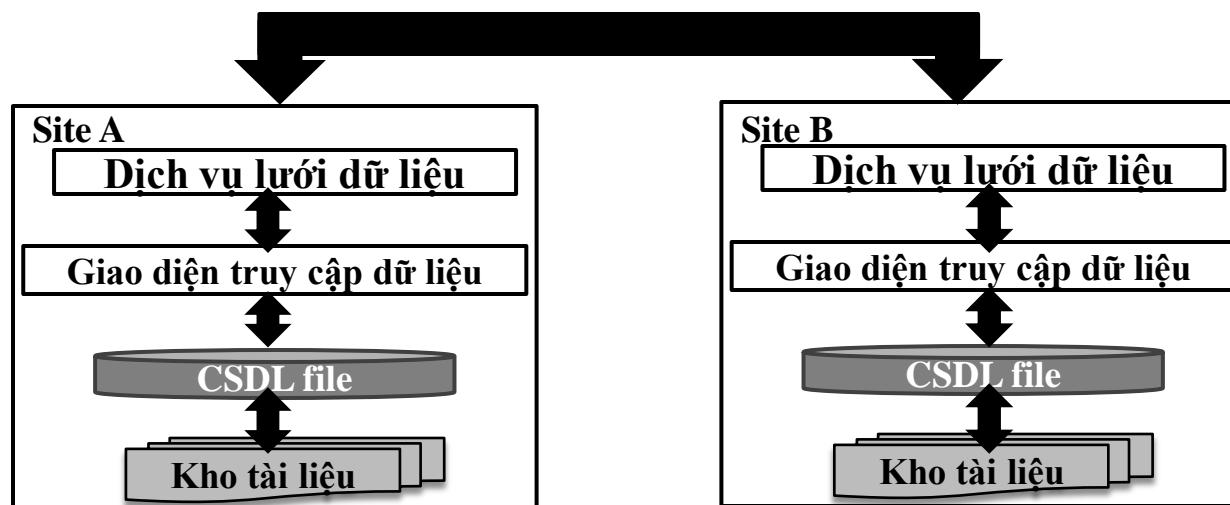 Site A
Dịch vụ lưới dữ liệu
Giao diện truy cập dữ liệu
CSDL file
Kho tài liệu
Site B
Dịch vụ lưới dữ liệu
Giao diện truy cập dữ liệu
CSDL file
Kho tài liệu